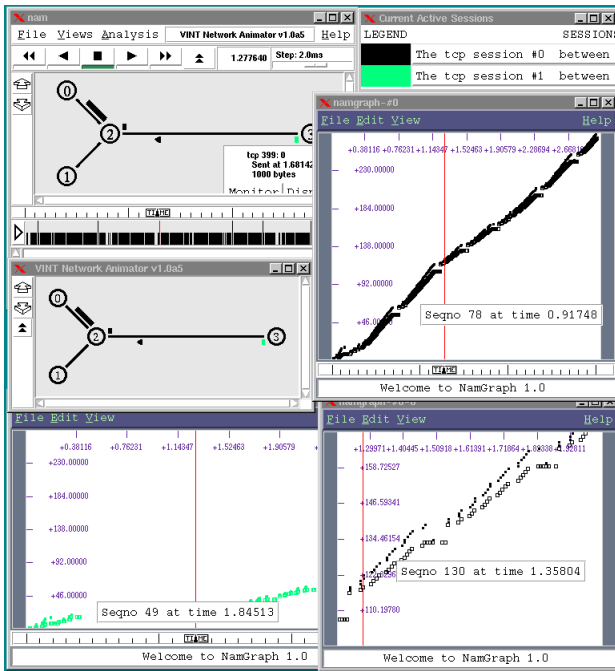 nam
File Views Analysis VINT Network Animator v1.0a5 Help
1.277640 Step: 2.0ms
0
2
3
1
tcp 399: 0
Sent at 1.68142
1000 bytes
Monitor
TIME
VINT Network Animator v1.0a5
0
2
3
1
Current Active Sessions
LEGEND SESSIONS
The tcp session #0 between
The tcp session #1 between
namgraph-#0
File Edit View Help
+0.38116 +0.76231 +1.14347 +1.52463 +1.90579 +2.28694
+230.00000
+184.00000
+138.00000
+92.00000
Seqno 78 at time 0.91748
TIME
Welcome to NamGraph 1.0
File Edit View
+0.38116 +0.76231 +1.14347 +1.52463 +1.90579
+230.00000
+184.00000
+138.00000
+92.00000
+46.00000
Seqno 49 at time 1.84513
TIME
Welcome to NamGraph 1.0
+1.29971 +1.40445 +1.50918 +1.61391 +1.71864 +1.82338 +1.92811
+158.72527
+146.59341
+134.46154
Seqno 130 at time 1.35804
+110.19780
TIME
Welcome to NamGraph 1.0